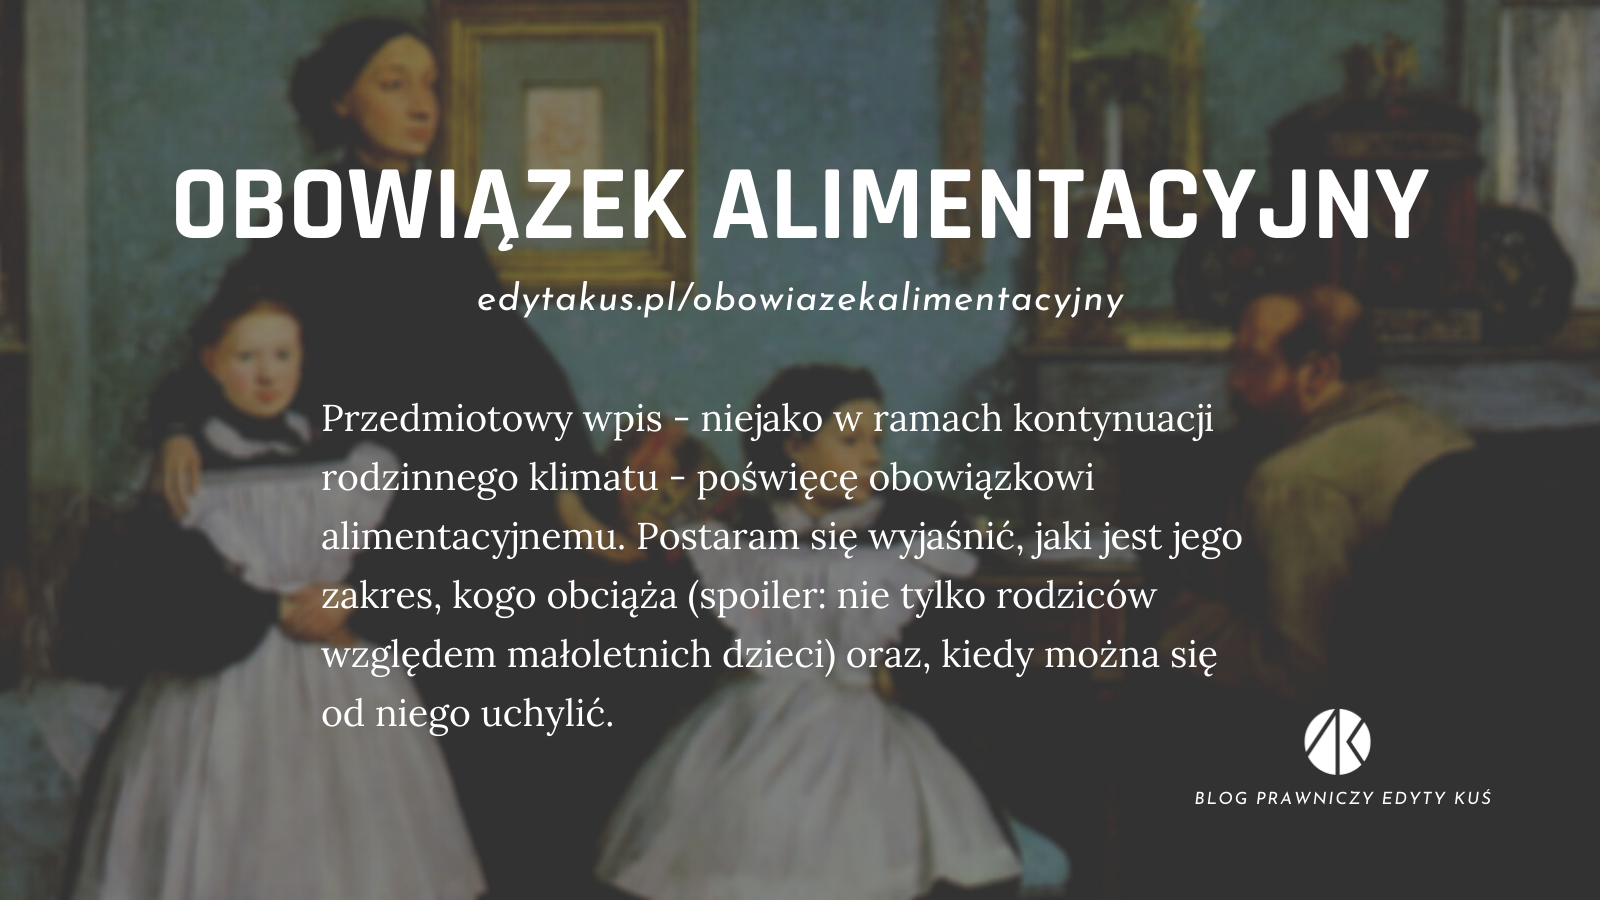 OBOWIĄZEK ALIMENTACYJNY
edytakus.pl/obowiazekalimentacyjny
Przedmiotowy wpis - niejako w ramach kontynuacji
rodzinnego klimatu - poświęcę obowiązkowi
alimentacyjnemu. Postaram się wyjaśnić, jaki jest jego
zakres, kogo obciąża (spoiler: nie tylko rodziców
względem małoletnich dzieci) oraz, kiedy można się
od niego uchylić.
BLOG PRAWNICZY EDYTY KUŚ